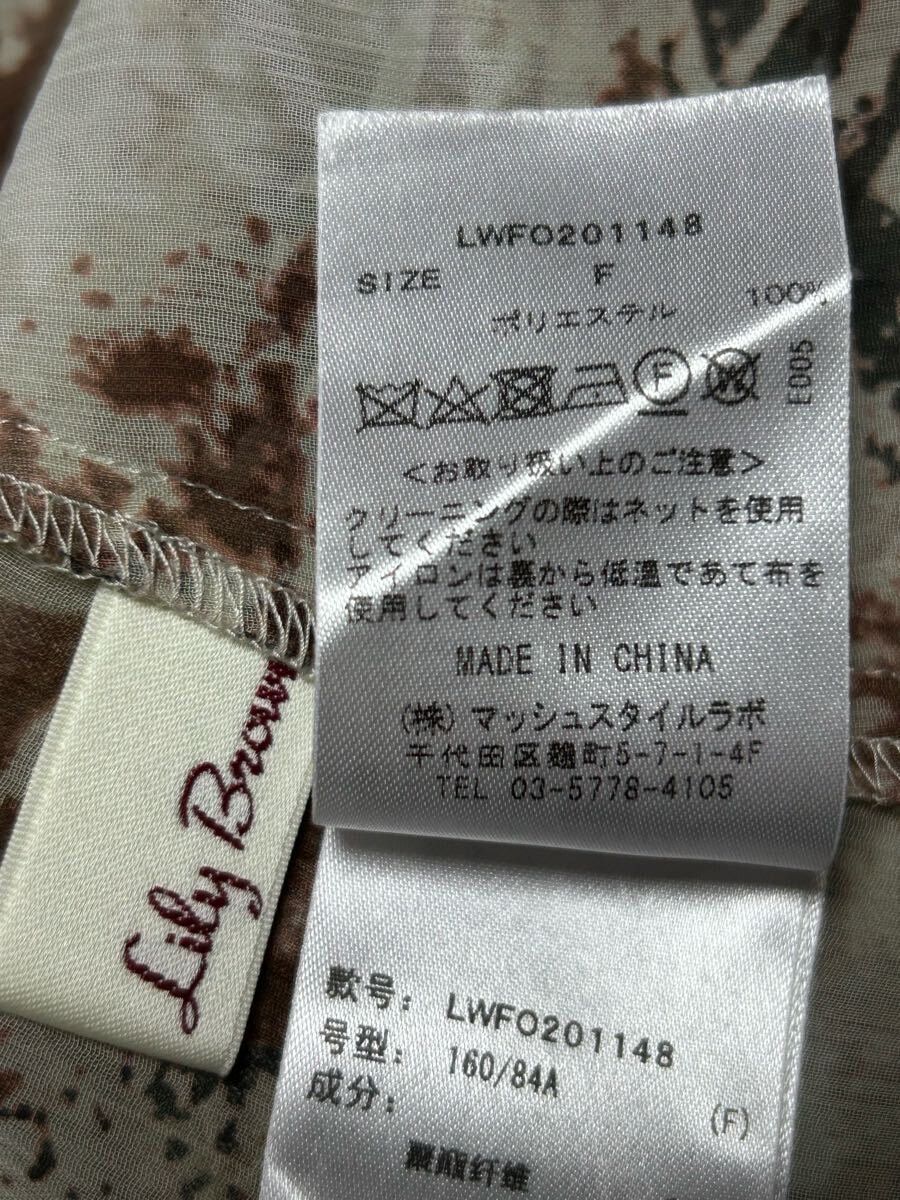 LWFO201148
SIZE F
ポリエステル 100%
F W E005
<お取り扱い上のご注意>
クリーニングの際はネットを使用
してください
アイロンは裏から低温であて布を
使用してください
MADE IN CHINA
(株)マッシュスタイルラボ
千代田区麹町5-7-1-4F
TEL 03-5778-4105
Lily Brown
款号: LWFO201148
号型: 160/84A
(F)
成分:
聚酯纤维